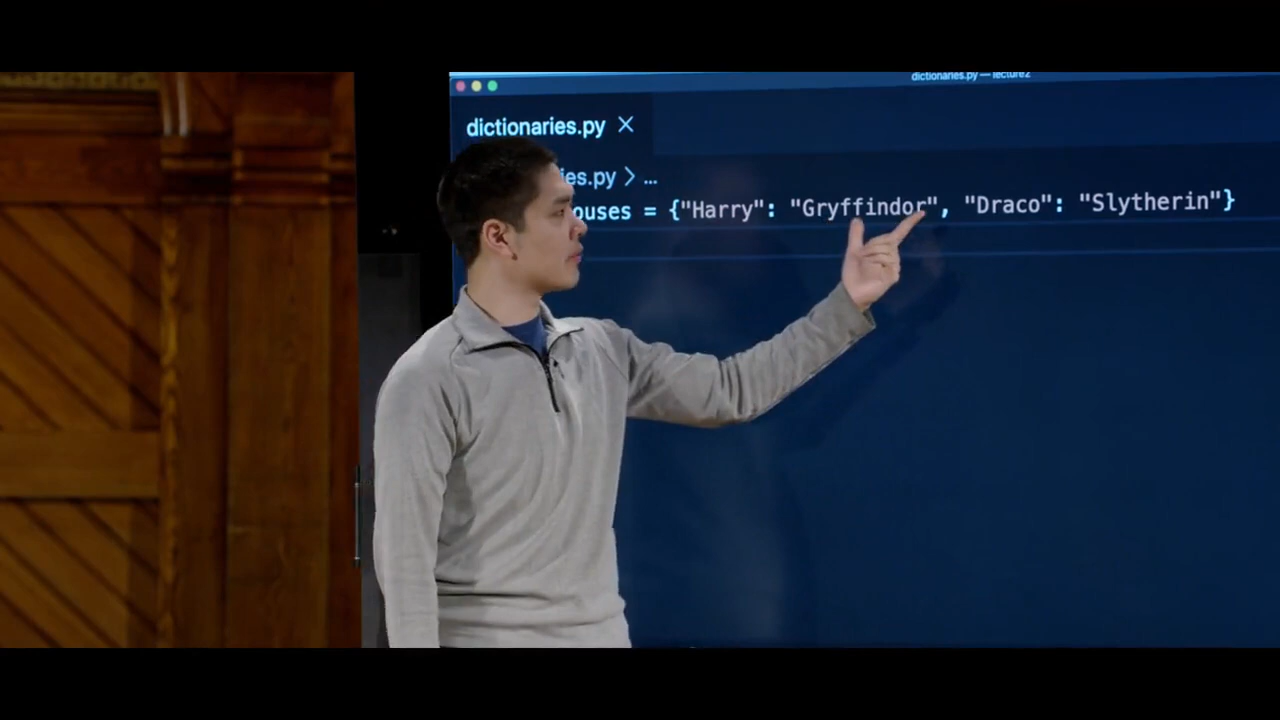 dictionaries.py — lecture2
dictionaries.py ×
ies.py > ...
ouses = {"Harry": "Gryffindor", "Draco": "Slytherin"}